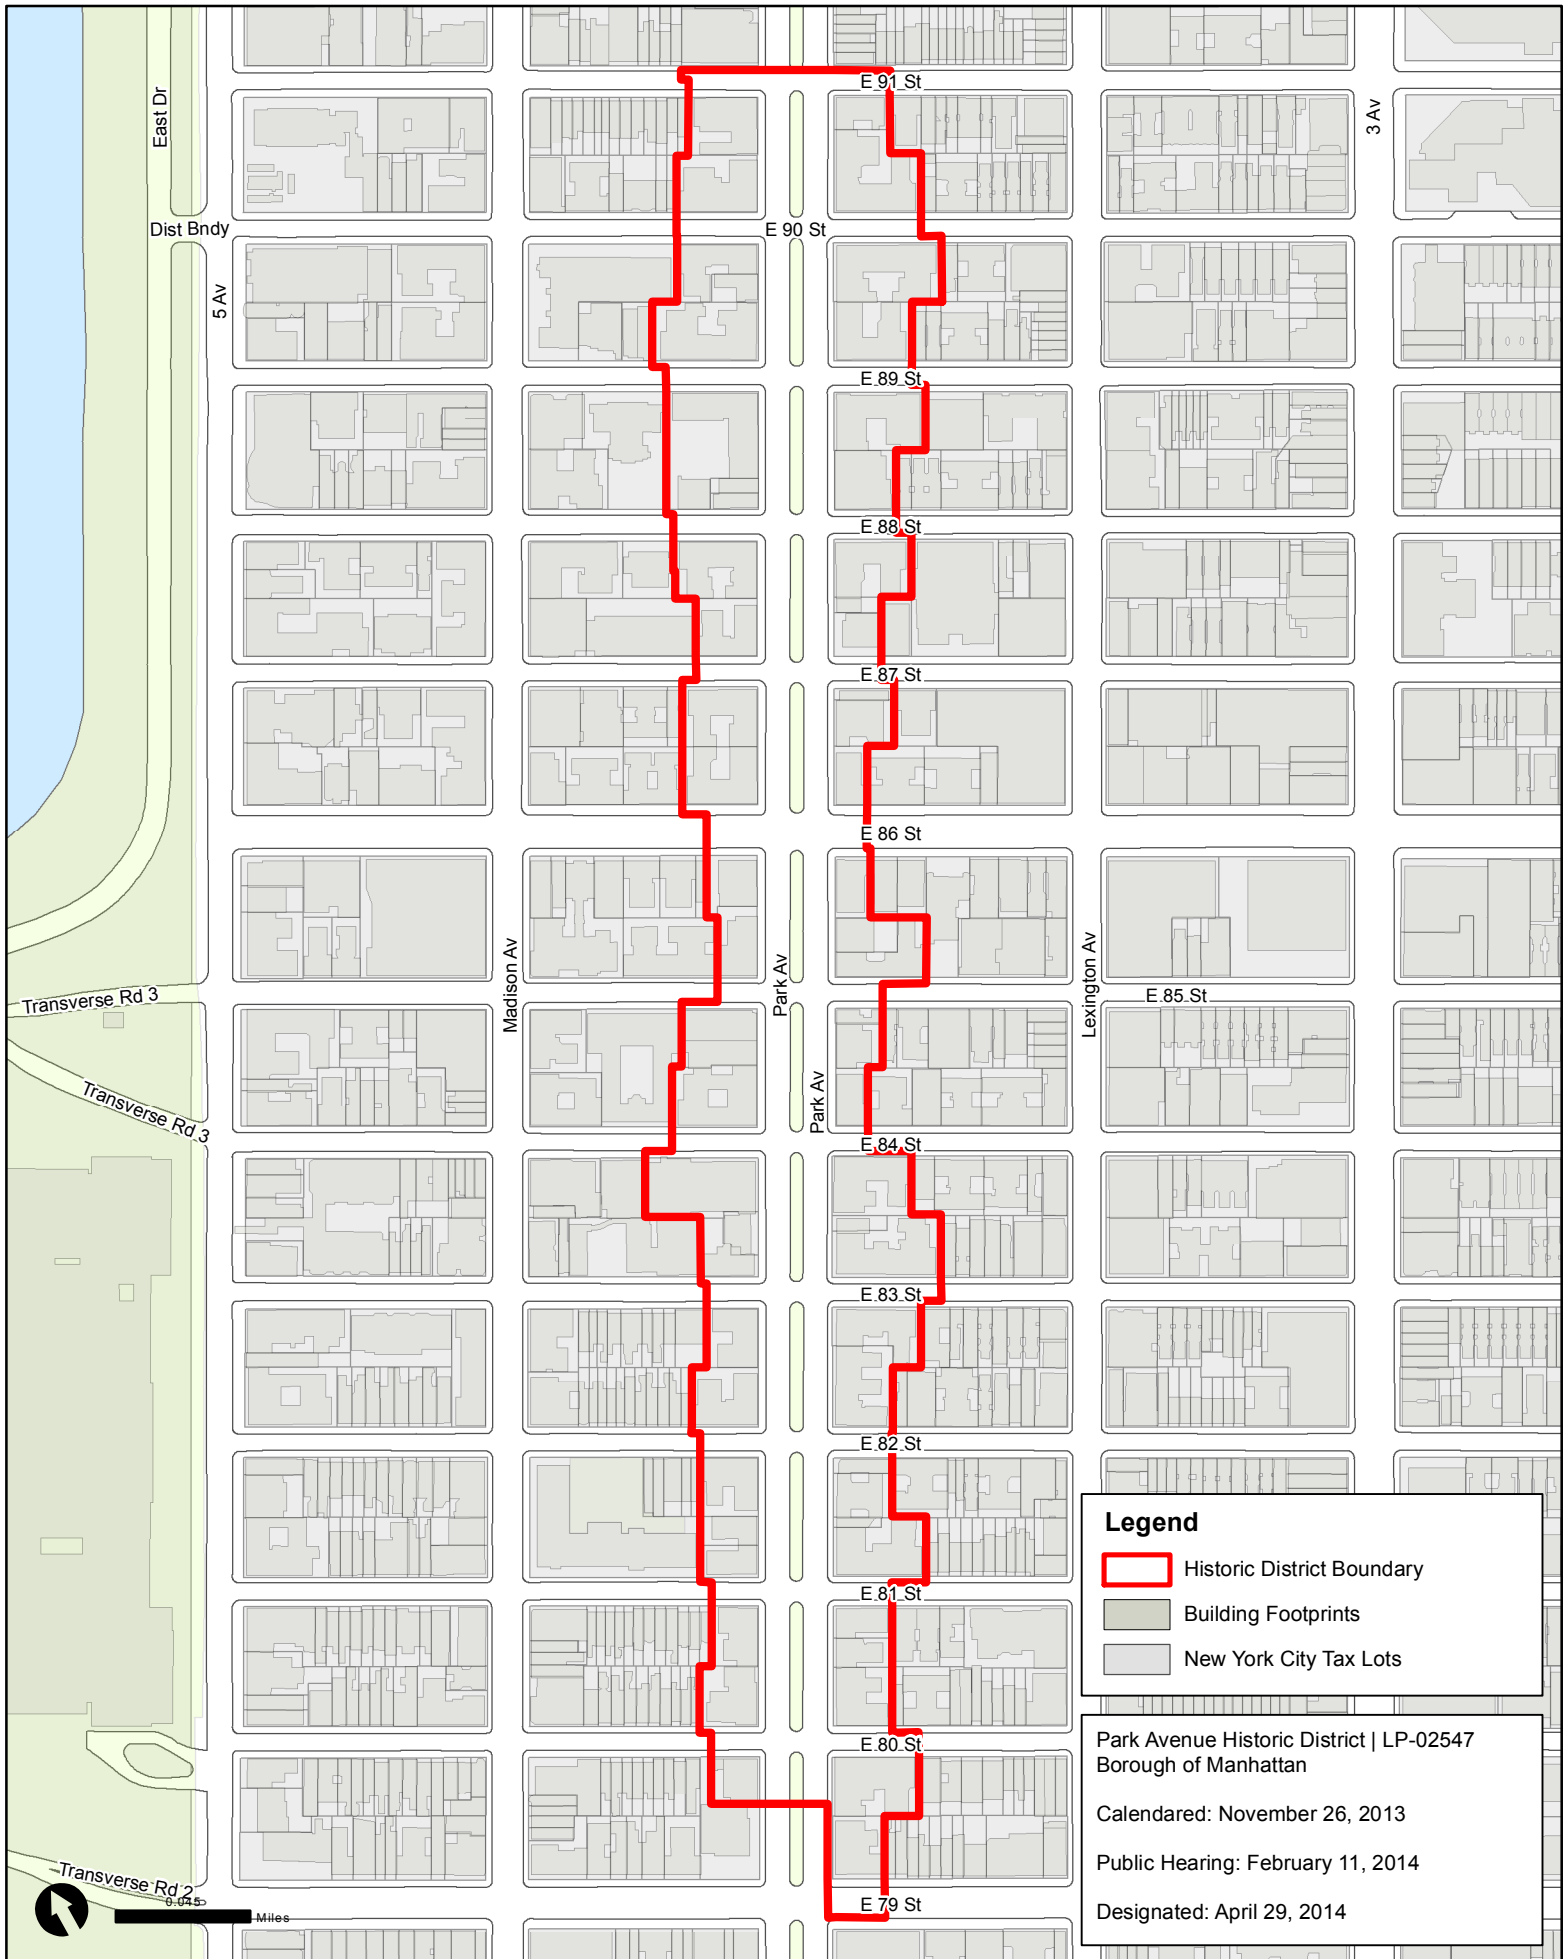 E 91 St
East Dr
3 Av
Dist Bndy
E 90 St
5 Av
E 89 St
E 88 St
E 87 St
E 86 St
Madison Av
Park Av
Lexington Av
E 85 St
Transverse Rd 3
Transverse Rd 3
Park Av
E 84 St
E 83 St
E 82 St
E 81 St
E 80 St
E 79 St
Transverse Rd 2
0.045
Miles
Legend
Historic District Boundary
Building Footprints
New York City Tax Lots
Park Avenue Historic District | LP-02547
Borough of Manhattan
Calendared: November 26, 2013
Public Hearing: February 11, 2014
Designated: April 29, 2014